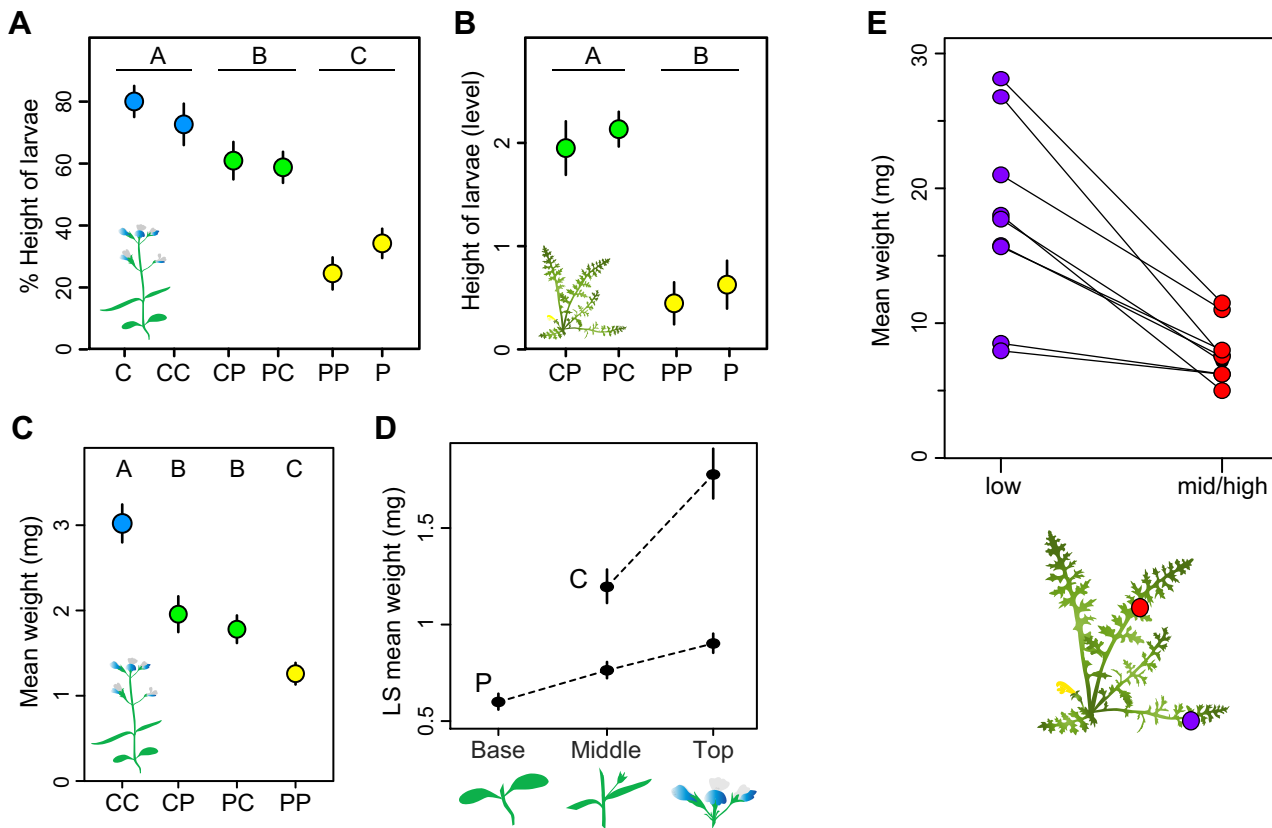 A
% Height of larvae
80
60
40
20
0
A B C
C CC CP PC PP P
B
Height of larvae (level)
2
1
0
A B
CP PC PP P
C
Mean weight (mg)
3
2
1
0
A B B C
CC CP PC PP
D
LS mean weight (mg)
1.5
1
0.5
C
P
Base Middle Top
E
Mean weight (mg)
30
20
10
0
low mid/high